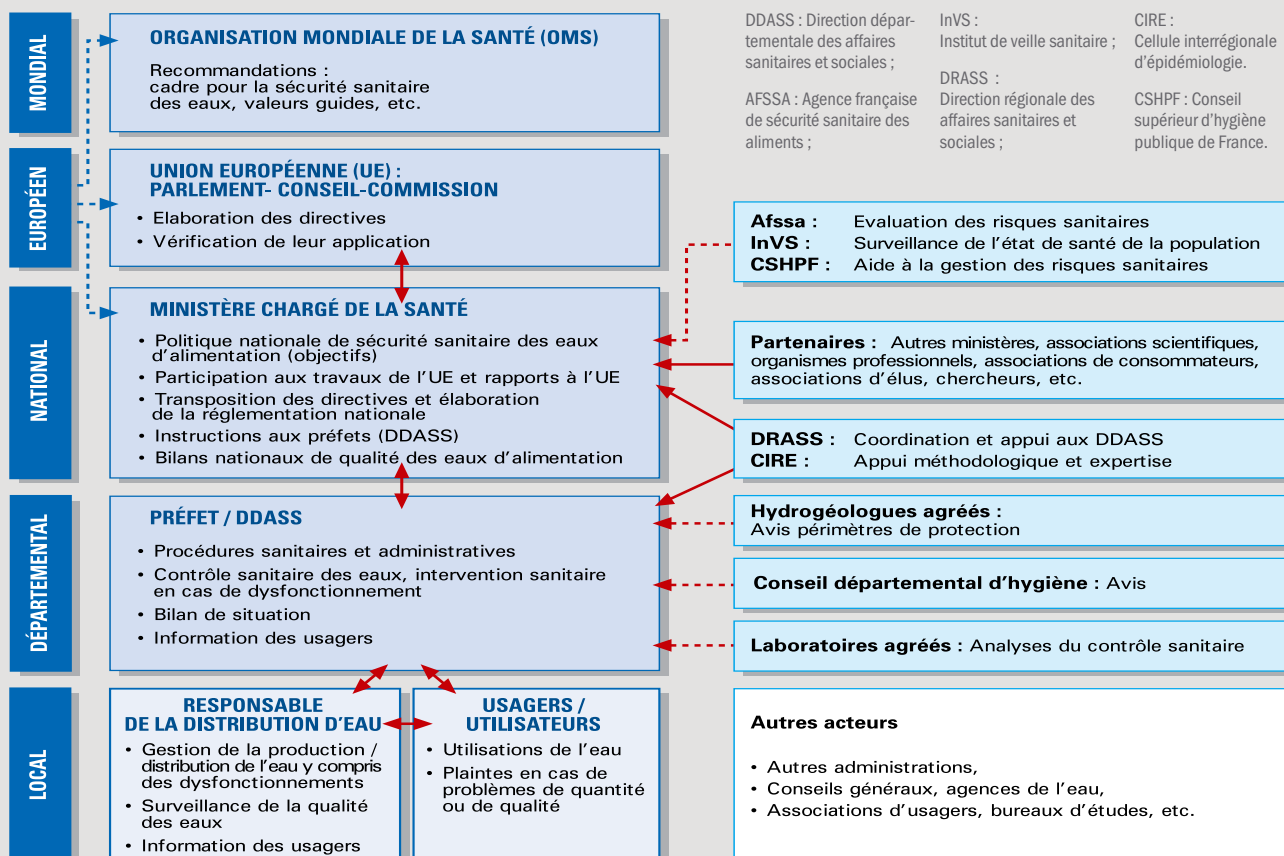 MONDIAL
ORGANISATION MONDIALE DE LA SANTÉ (OMS)
Recommandations :
cadre pour la sécurité sanitaire
des eaux, valeurs guides, etc.
DDASS : Direction dépar-
tementale des affaires
sanitaires et sociales ;
AFSSA : Agence française
de sécurité sanitaire des
aliments ;
InVS :
Institut de veille sanitaire ;
DRASS :
Direction régionale des
affaires sanitaires et
sociales ;
CIRE :
Cellule interrégionale
d'épidémiologie.
CSHPF : Conseil
supérieur d'hygiène
publique de France.
EUROPÉEN
UNION EUROPÉENNE (UE) :
PARLEMENT- CONSEIL-COMMISSION
• Elaboration des directives
• Vérification de leur application
Afssa : Evaluation des risques sanitaires
InVS : Surveillance de l'état de santé de la population
CSHPF : Aide à la gestion des risques sanitaires
NATIONAL
MINISTÈRE CHARGÉ DE LA SANTÉ
• Politique nationale de sécurité sanitaire des eaux
d'alimentation (objectifs)
• Participation aux travaux de l'UE et rapports à l'UE
• Transposition des directives et élaboration
de la réglementation nationale
• Instructions aux préfets (DDASS)
• Bilans nationaux de qualité des eaux d'alimentation
Partenaires : Autres ministères, associations scientifiques,
organismes professionnels, associations de consommateurs,
associations d'élus, chercheurs, etc.
DRASS : Coordination et appui aux DDASS
CIRE : Appui méthodologique et expertise
DÉPARTEMENTAL
PRÉFET / DDASS
• Procédures sanitaires et administratives
• Contrôle sanitaire des eaux, intervention sanitaire
en cas de dysfonctionnement
• Bilan de situation
• Information des usagers
Hydrogéologues agréés :
Avis périmètres de protection
Conseil départemental d'hygiène : Avis
Laboratoires agréés : Analyses du contrôle sanitaire
LOCAL
RESPONSABLE
DE LA DISTRIBUTION D'EAU
• Gestion de la production /
distribution de l'eau y compris
des dysfonctionnements
• Surveillance de la qualité
des eaux
• Information des usagers
USAGERS /
UTILISATEURS
• Utilisations de l'eau
• Plaintes en cas de
problèmes de quantité
ou de qualité
Autres acteurs
• Autres administrations,
• Conseils généraux, agences de l'eau,
• Associations d'usagers, bureaux d'études, etc.